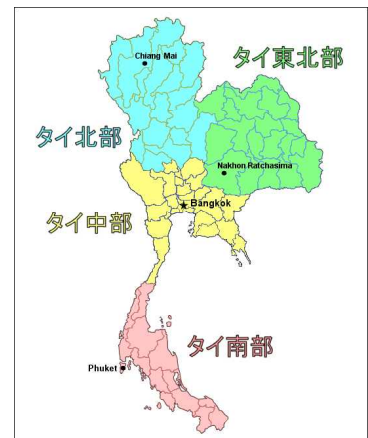 Chiang Mai
タイ東北部
タイ北部
Nakhon Ratchasima
Bangkok
タイ中部
タイ南部
Phuket